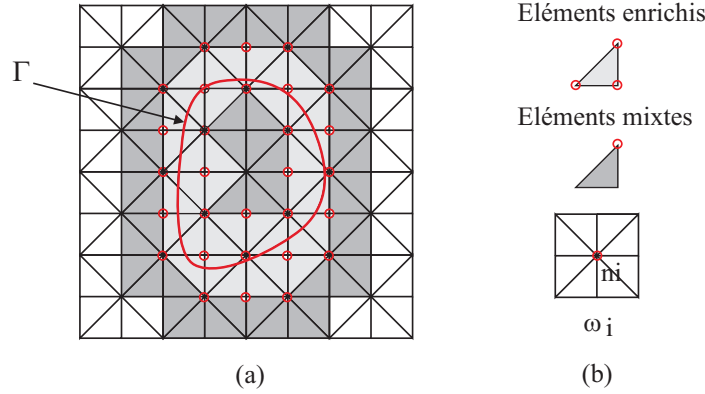 Eléments enrichis
Γ
Eléments mixtes
ni
ω i
(a)
(b)